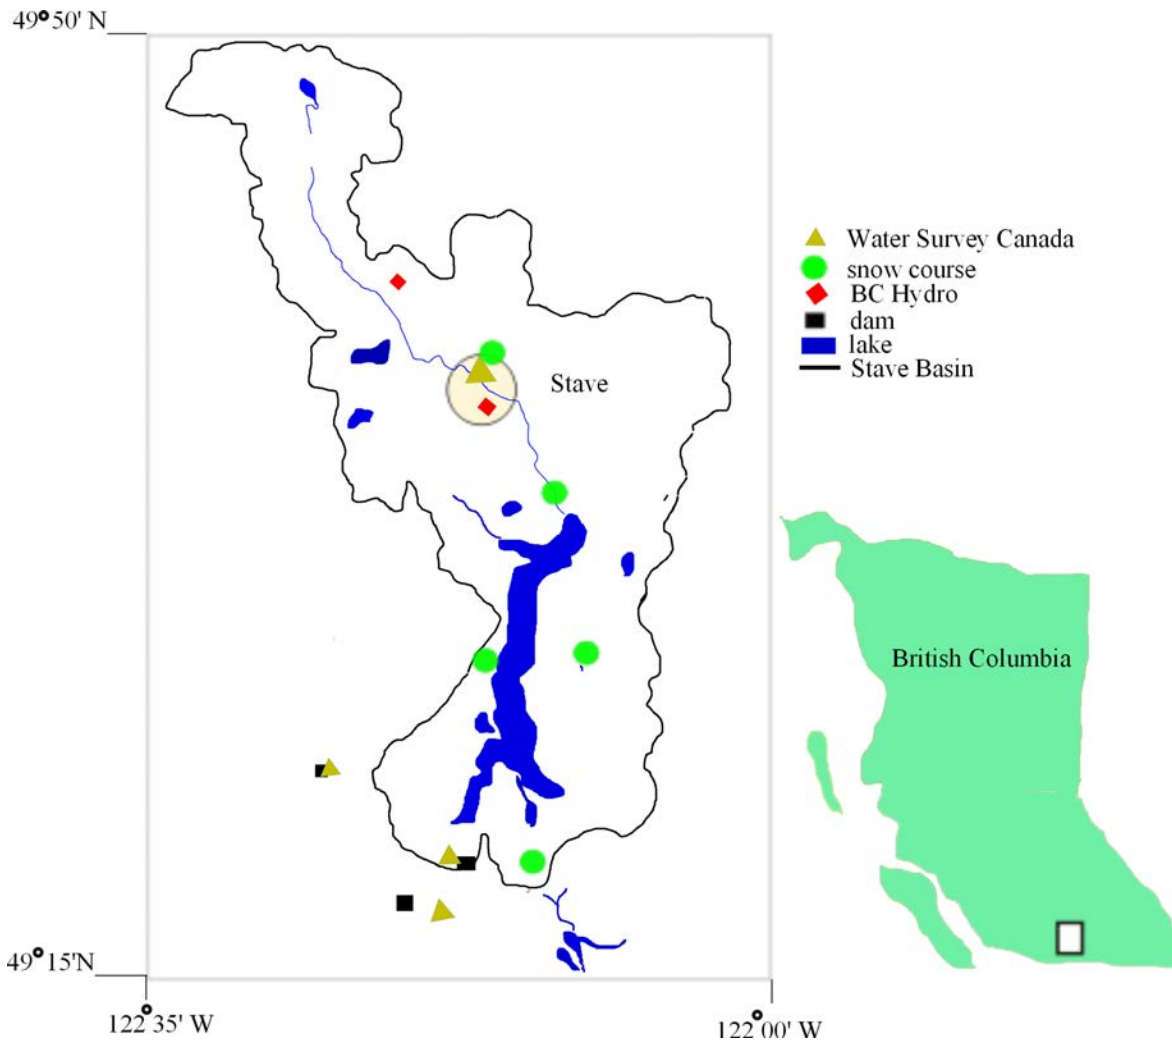 49° 50' N
Water Survey Canada
snow course
BC Hydro
dam
lake
Stave Basin
Stave
British Columbia
49°15'N
122°35' W
122°00' W